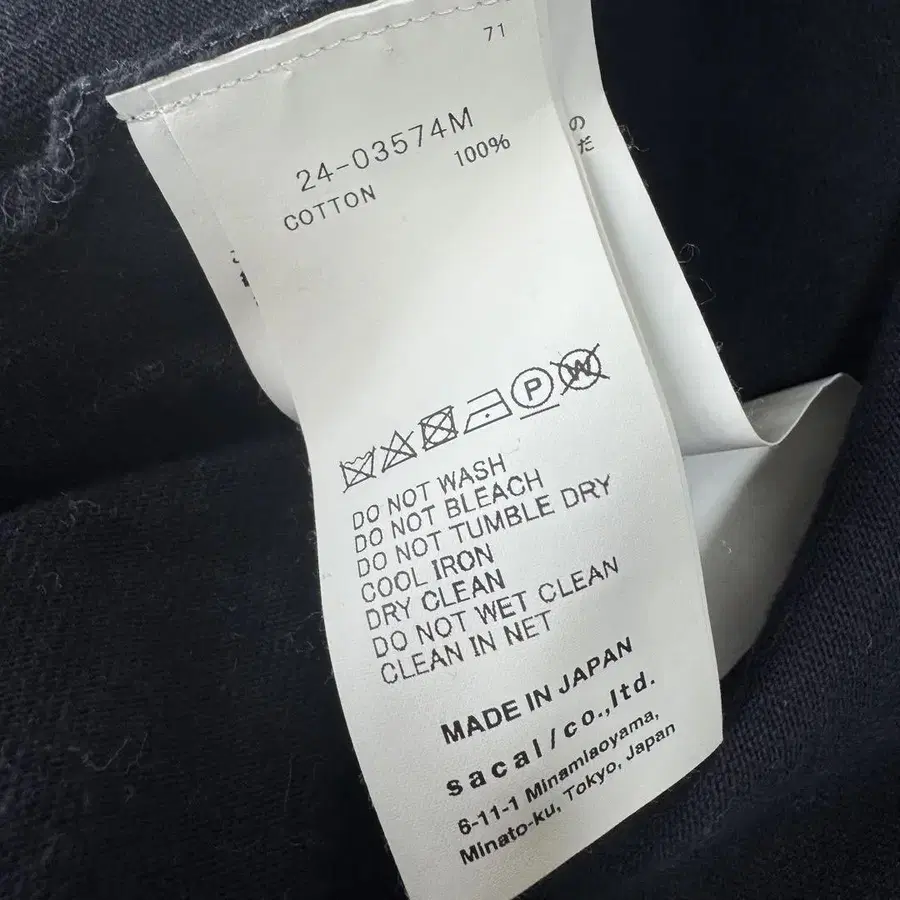 71
24-03574M
COTTON 100%
の
だ
P W
DO NOT WASH
DO NOT BLEACH
DO NOT TUMBLE DRY
COOL IRON
DRY CLEAN
DO NOT WET CLEAN
CLEAN IN NET
MADE IN JAPAN
sacai/co.,ltd.
6-11-1 Minamiaoyama,
Minato-ku, Tokyo, Japan